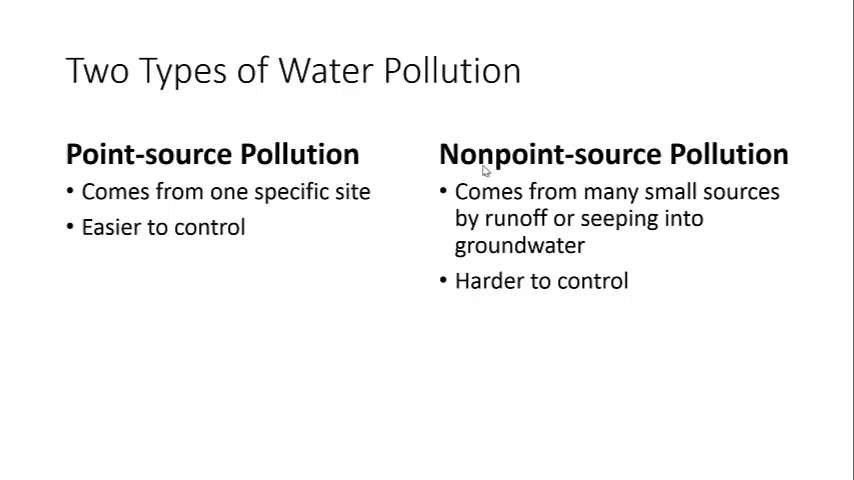 Two Types of Water Pollution
Point-source Pollution
• Comes from one specific site
• Easier to control
Nonpoint-source Pollution
• Comes from many small sources
by runoff or seeping into
groundwater
• Harder to control